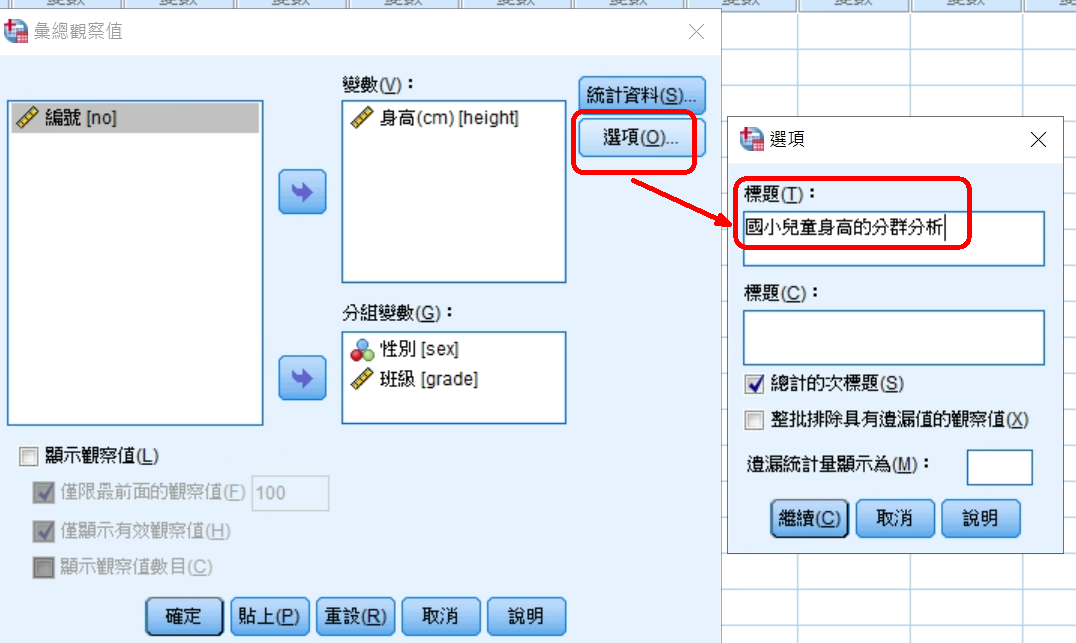 彙總觀察值
編號 [no]
變數(V)：
身高(cm) [height]
統計資料(S)...
選項(O)...
分組變數(G)：
性別 [sex]
班級 [grade]
顯示觀察值(L)
僅限最前面的觀察值(F) 100
僅顯示有效觀察值(H)
顯示觀察值數目(C)
確定 貼上(P) 重設(R) 取消 說明
選項
標題(T)：
國小兒童身高的分群分析
標題(C)：
總計的次標題(S)
整批排除具有遺漏值的觀察值(X)
遺漏統計量顯示為(M)：
繼續(C) 取消 說明